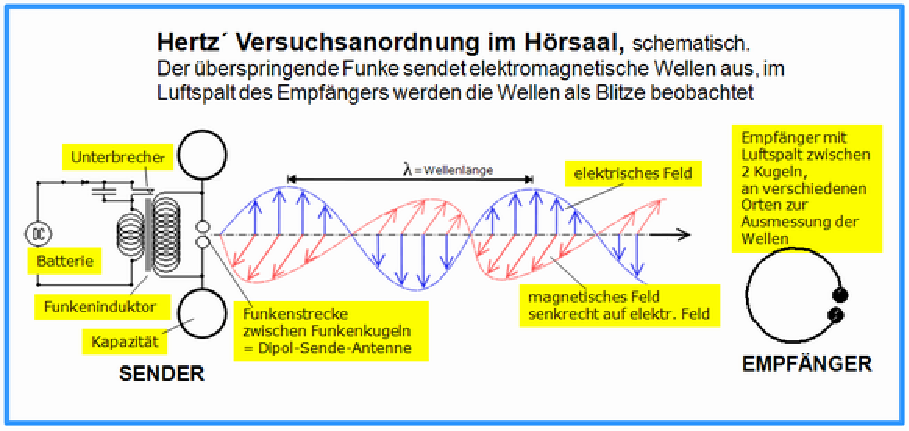 Hertz´ Versuchsanordnung im Hörsaal, schematisch.
Der überspringende Funke sendet elektromagnetische Wellen aus, im
Luftspalt des Empfängers werden die Wellen als Blitze beobachtet
Unterbrecher
DC
Batterie
Funkeninduktor
Kapazität
SENDER
Funkenstrecke
zwischen Funkenkugeln
= Dipol-Sende-Antenne
λ = Wellenlänge
elektrisches Feld
magnetisches Feld
senkrecht auf elektr. Feld
Empfänger mit
Luftspalt zwischen
2 Kugeln,
an verschiedenen
Orten zur
Ausmessung der
Wellen
EMPFÄNGER